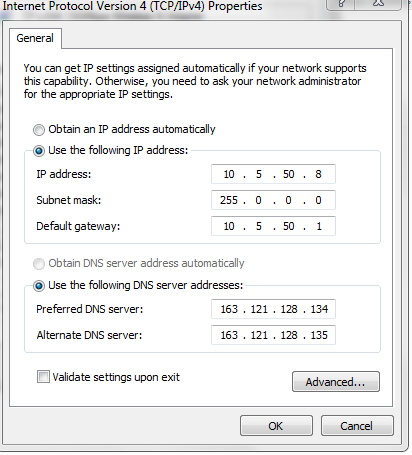 Internet Protocol Version 4 (TCP/IPv4) Properties
General
You can get IP settings assigned automatically if your network supports
this capability. Otherwise, you need to ask your network administrator
for the appropriate IP settings.
Obtain an IP address automatically
Use the following IP address:
IP address: 10 . 5 . 50 . 8
Subnet mask: 255 . 0 . 0 . 0
Default gateway: 10 . 5 . 50 . 1
Obtain DNS server address automatically
Use the following DNS server addresses:
Preferred DNS server: 163 . 121 . 128 . 134
Alternate DNS server: 163 . 121 . 128 . 135
Validate settings upon exit
Advanced...
OK Cancel